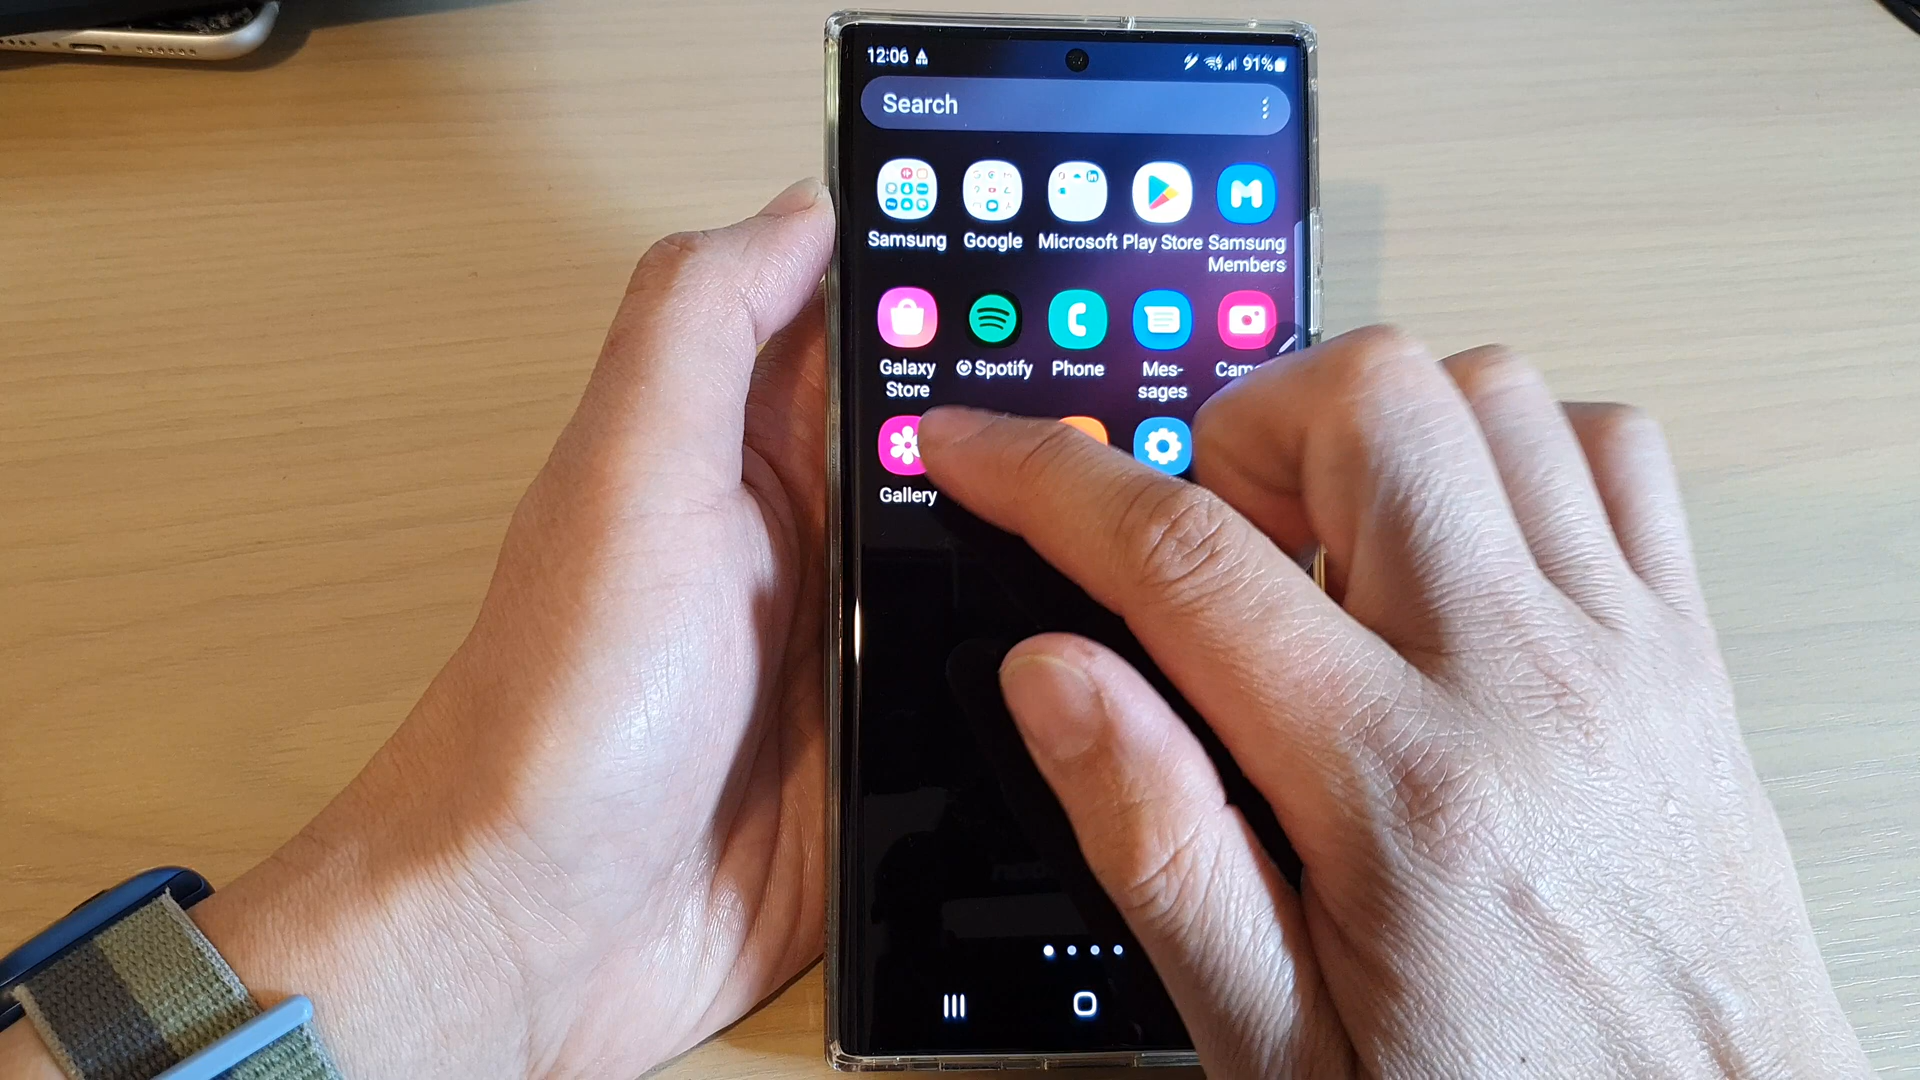 12:06 91%
Search
Samsung Google Microsoft Play Store Samsung
Members
Galaxy Spotify Phone Mes-
Store sages
Gallery